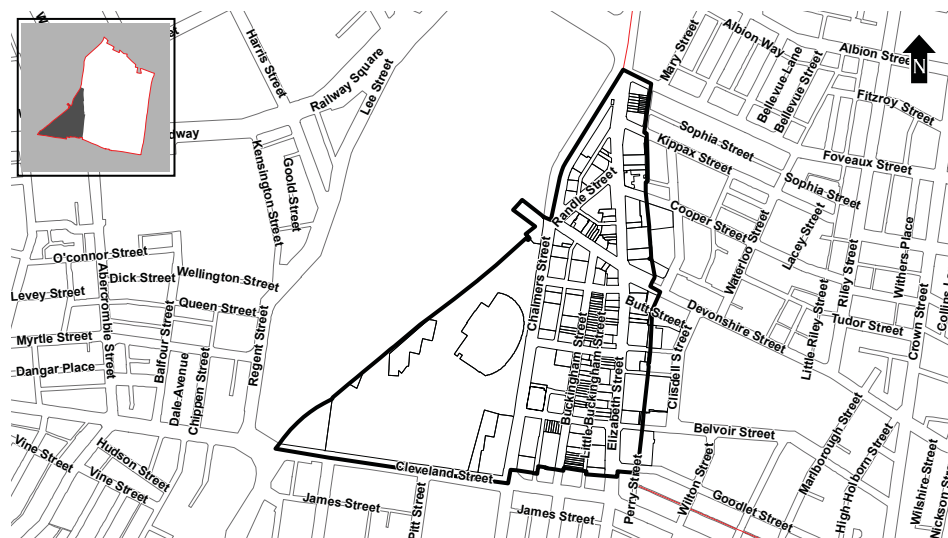 Harris Street
Railway Square
Lee Street
Mary Street
Albion Way
Bellevue Lane
Bellevue Street
Albion Street
N
Fitzroy Street
dway
Kensington Street
Goold Street
Sophia Street
Kippax Street
Foveaux Street
Sophia Street
Randle Street
Cooper Street
Waterloo Street
Lacey Street
Riley Street
Withers Place
O'connor Street
Abercrombie Street
Dick Street
Wellington Street
Levey Street
Queen Street
Balfour Street
Regent Street
Chalmers Street
Butt Street
Devonshire Street
Little Riley Street
Tudor Street
Crown Street
Myrtle Street
Dangar Place
Dale Avenue
Chippen Street
Buckingham Street
Little Buckingham Street
Elizabeth Street
Clisdell Street
Belvoir Street
Marlborough Street
High Holborn Street
Wilshire Street
Nickson Street
Vine Street
Hudson Street
Vine Street
Cleveland Street
James Street
Pitt Street
James Street
Perry Street
Wilton Street
Goodlet Street